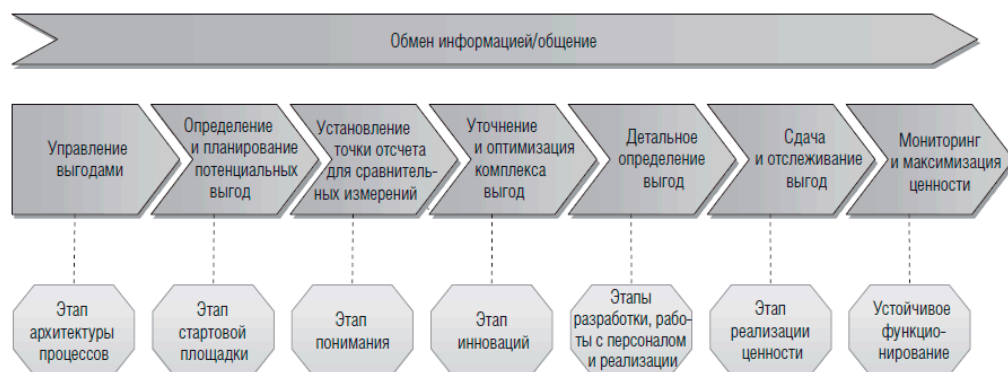 Обмен информацией/общение
Управление
выгодами
Определение
и планирование
потенциальных
выгод
Установление
точки отсчета
для сравнитель-
ных измерений
Уточнение
и оптимизация
комплекса
выгод
Детальное
определение
выгод
Сдача
и отслеживание
выгод
Мониторинг
и максимизация
ценности
Этап
архитектуры
процессов
Этап
стартовой
площадки
Этап
понимания
Этап
инноваций
Этапы
разработки, рабо-
ты с персоналом
и реализации
Этап
реализации
ценности
Устойчивое
функцио-
нирование